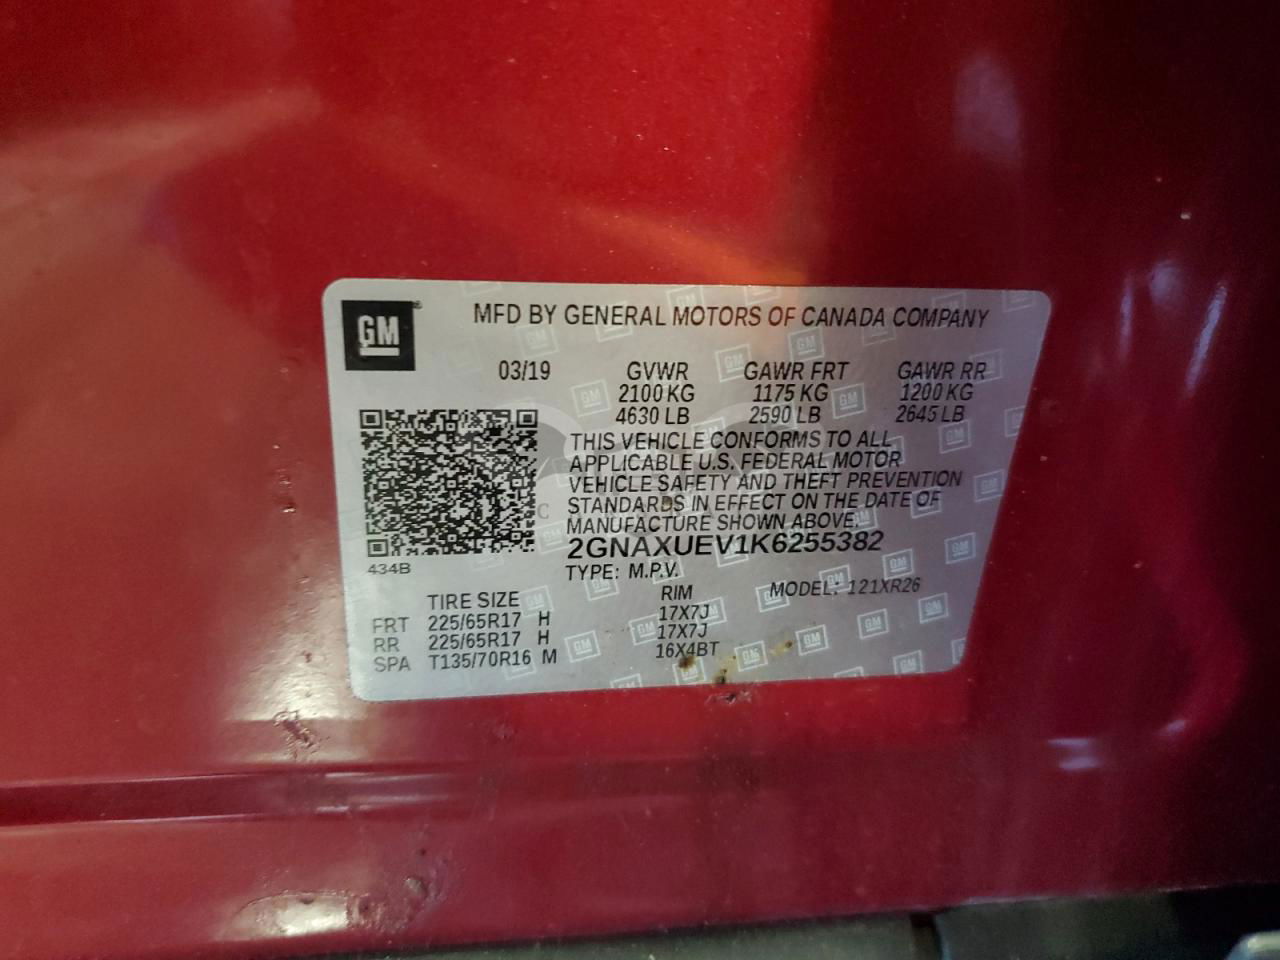 GM
MFD BY GENERAL MOTORS OF CANADA COMPANY
03/19 GVWR GAWR FRT GAWR RR
2100 KG 1175 KG 1200 KG
4630 LB 2590 LB 2645 LB
THIS VEHICLE CONFORMS TO ALL
APPLICABLE U.S. FEDERAL MOTOR
VEHICLE SAFETY AND THEFT PREVENTION
STANDARDS IN EFFECT ON THE DATE OF
MANUFACTURE SHOWN ABOVE.
2GNAXUEV1K6255382
434B
TYPE: M.P.V.
TIRE SIZE RIM MODEL: 121XR26
FRT 225/65R17 H 17X7J
RR 225/65R17 H 17X7J
SPA T135/70R16 M 16X4BT